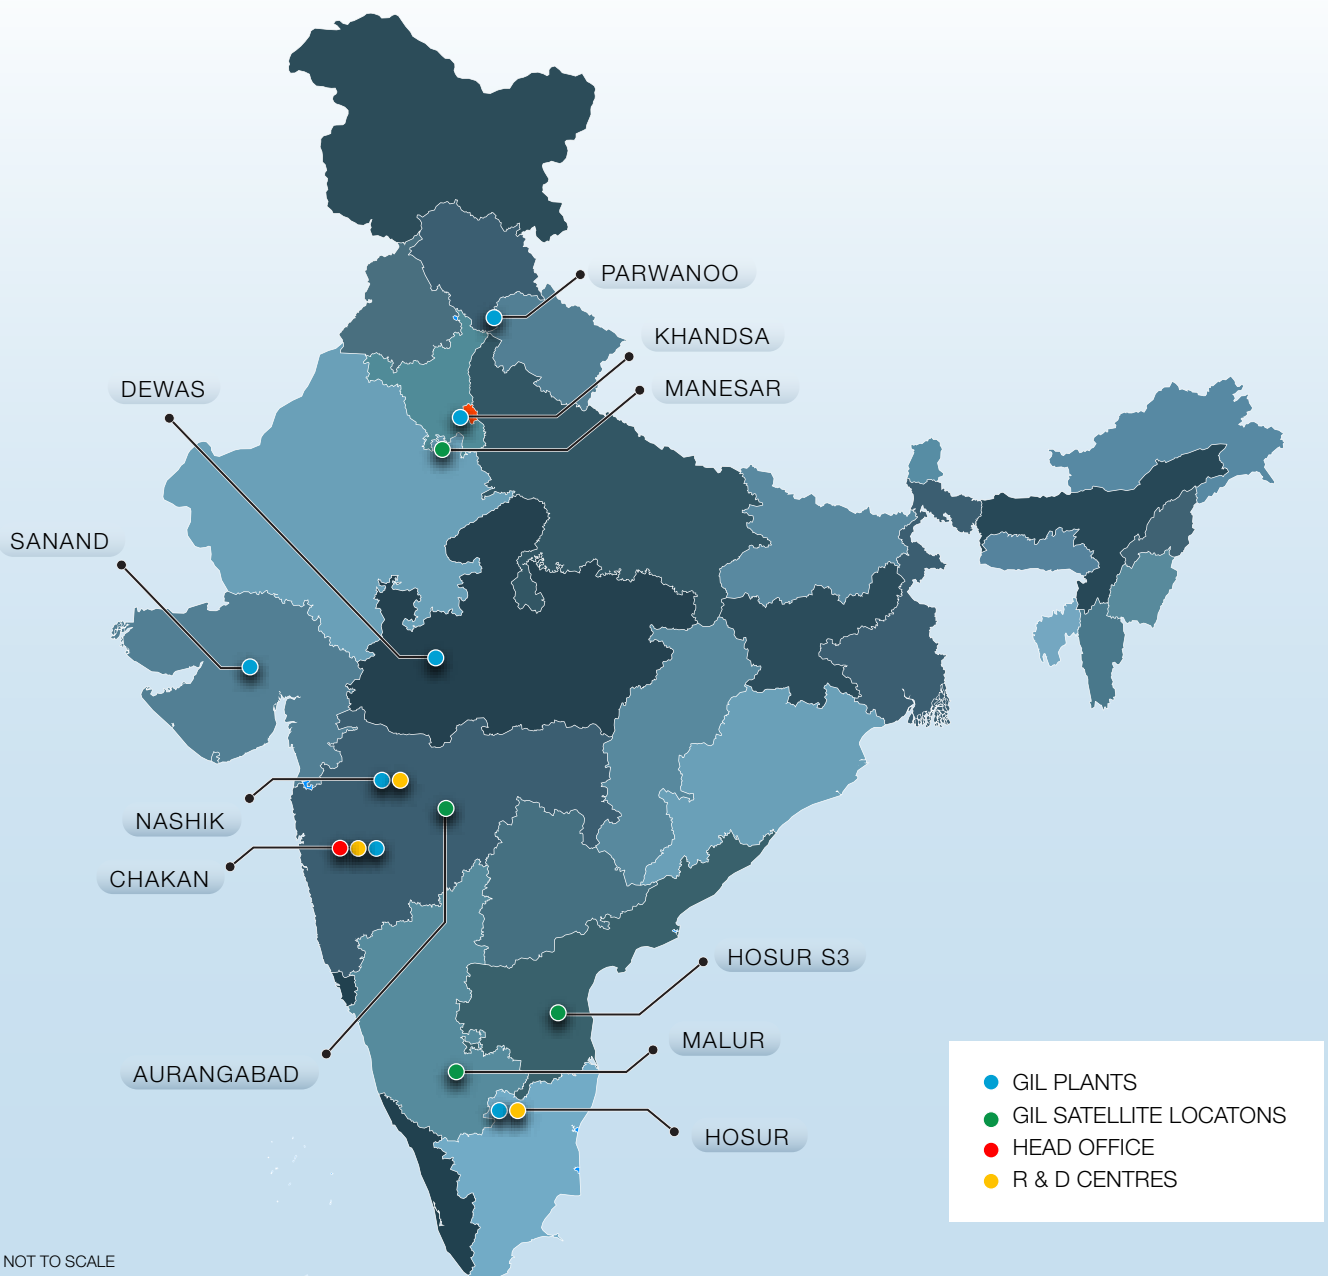 PARWANOO
KHANDSA
MANESAR
DEWAS
SANAND
NASHIK
CHAKAN
HOSUR S3
MALUR
AURANGABAD
HOSUR
GIL PLANTS
GIL SATELLITE LOCATONS
HEAD OFFICE
R & D CENTRES
NOT TO SCALE